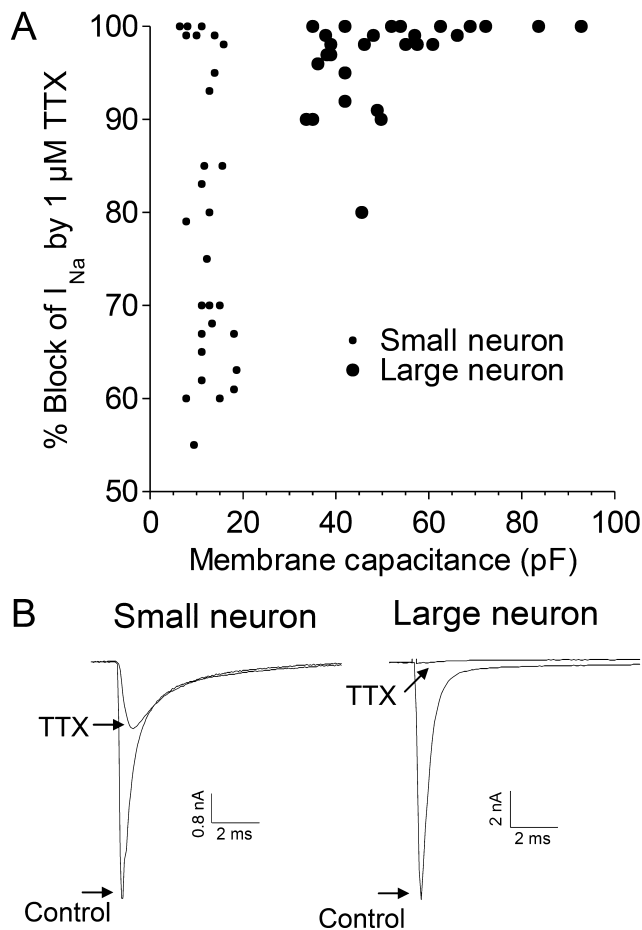 A
% Block of I_Na by 1 µM TTX
100
90
80
70
60
50
0
20
40
60
80
100
Small neuron
Large neuron
Membrane capacitance (pF)
B
Small neuron
Large neuron
TTX
TTX
0.8 nA
2 ms
2 nA
2 ms
Control
Control